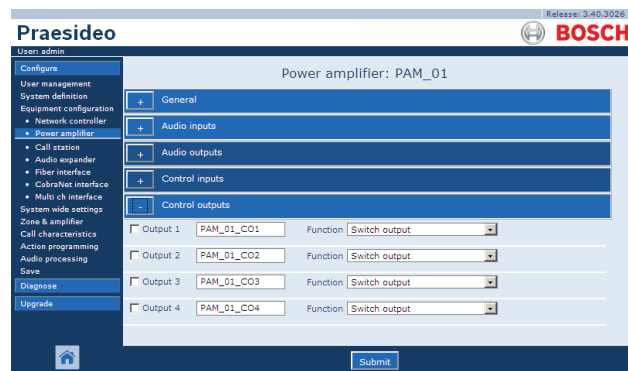 Release: 3.40.3026
Praesideo
BOSCH
User: admin
Configure
User management
System definition
Equipment configuration
• Network controller
• Power amplifier
• Call station
• Audio expander
• Fiber interface
• CobraNet interface
• Multi ch interface
System wide settings
Zone & amplifier
Call characteristics
Action programming
Audio processing
Save
Diagnose
Upgrade
Power amplifier: PAM_01
+ General
+ Audio inputs
+ Audio outputs
+ Control inputs
- Control outputs
Output 1 PAM_01_CO1 Function Switch output
Output 2 PAM_01_CO2 Function Switch output
Output 3 PAM_01_CO3 Function Switch output
Output 4 PAM_01_CO4 Function Switch output
Submit